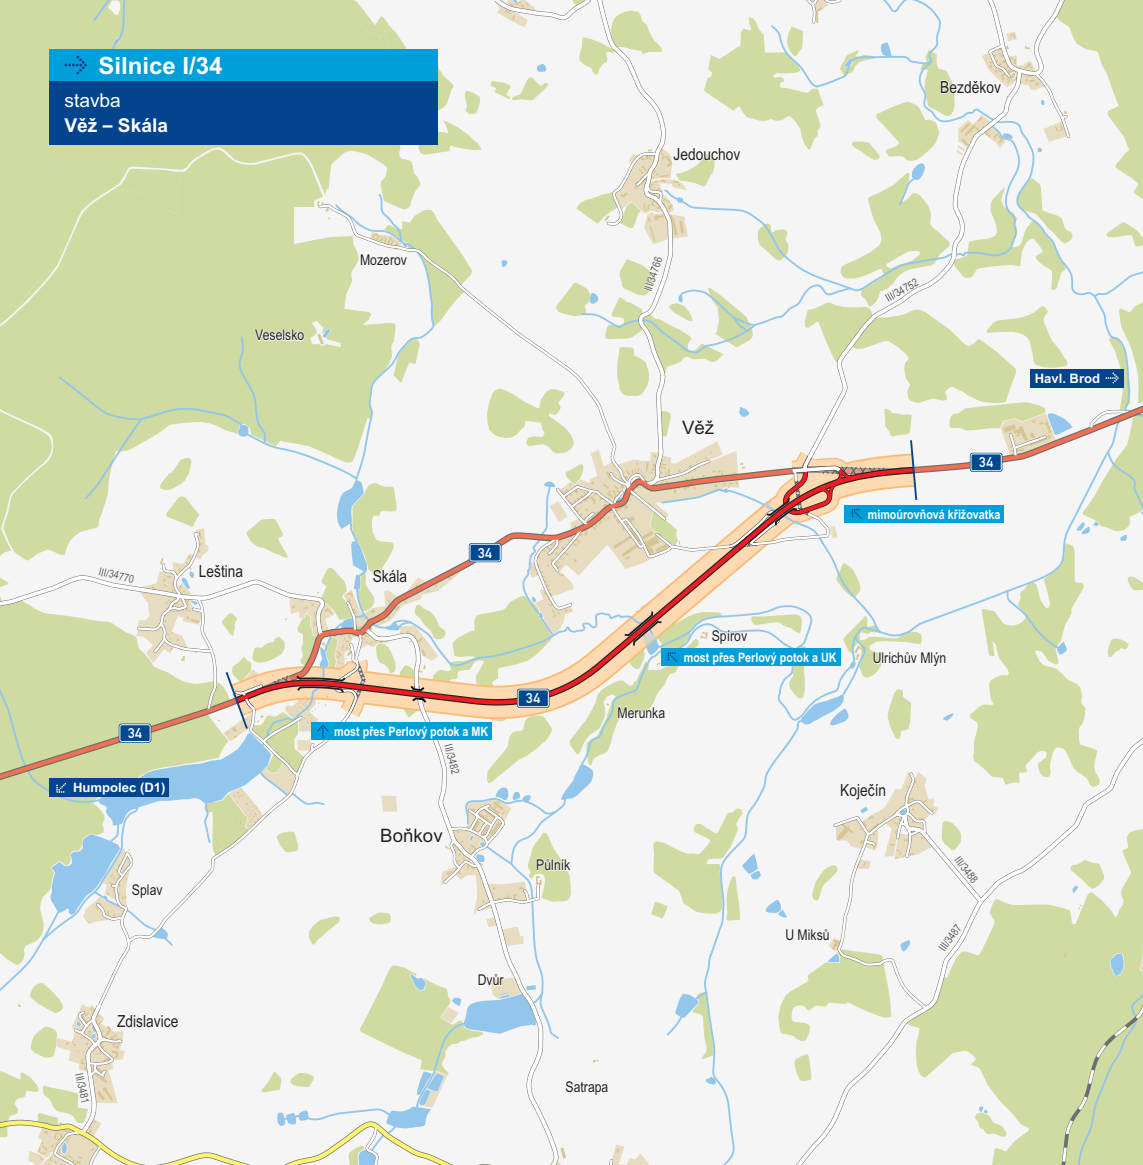 Silnice I/34
stavba
Věž – Skála
Bezděkov
Jedouchov
Mozerov
III/34766
III/34752
Veselsko
Havl. Brod
Věž
34
mimoúrovňová křižovatka
34
III/34770
Leština
Skála
Spirov
most přes Perlový potok a UK
Ulrichův Mlýn
34
Merunka
34
most přes Perlový potok a MK
III/3482
Humpolec (D1)
Koječín
Boňkov
Půlník
III/3488
Splav
U Miksů
III/3487
Dvůr
Zdislavice
III/3481
Satrapa